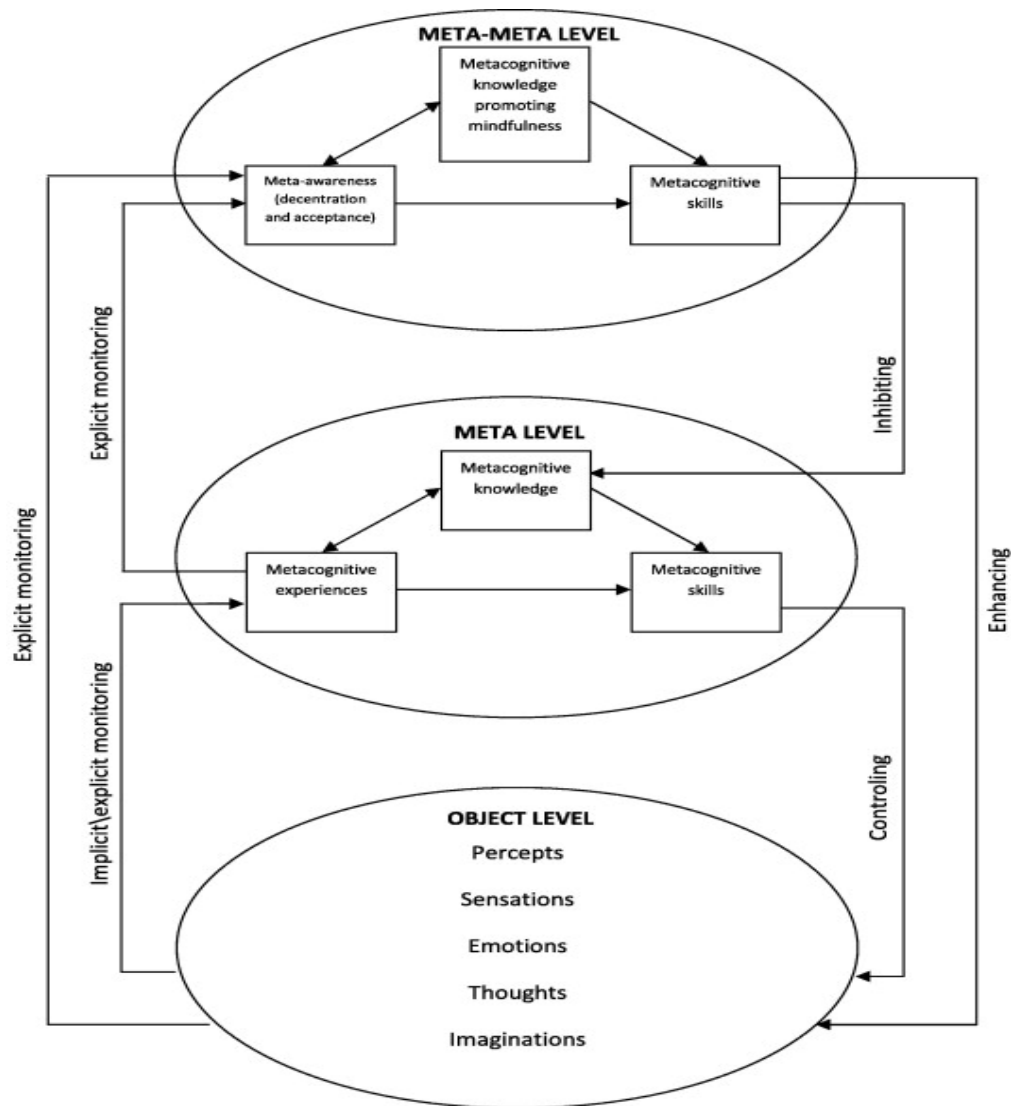 META-META LEVEL
Metacognitive
knowledge
promoting
mindfulness
Meta-awareness
(decentration
and acceptance)
Metacognitive
skills
Explicit monitoring
Inhibiting
META LEVEL
Metacognitive
knowledge
Metacognitive
experiences
Metacognitive
skills
Explicit monitoring
Enhancing
Implicit\explicit monitoring
Controling
OBJECT LEVEL
Percepts
Sensations
Emotions
Thoughts
Imaginations